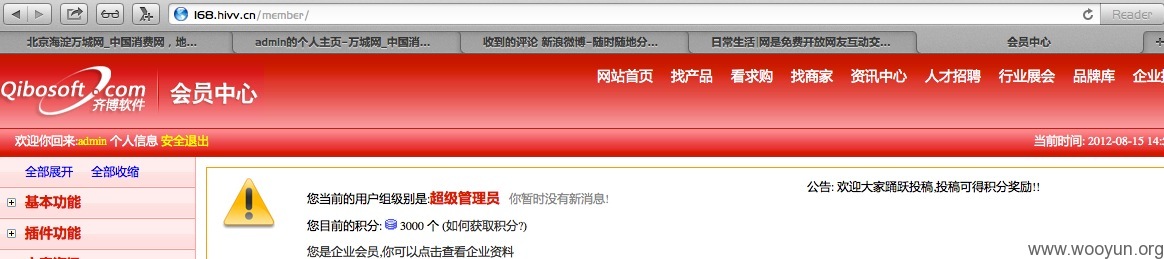 168.hivv.cn/member/
Reader
北京海淀万城网_中国消费网，地... admin的个人主页-万城网_中国消... 收到的评论 新浪微博-随时随地分... 日常生活|网是免费开放网友互动交... 会员中心
Qibosoft.com
齐博软件
会员中心
网站首页 找产品 看求购 找商家 资讯中心 人才招聘 行业展会 品牌库
欢迎你回来:admin 个人信息 安全退出
当前时间: 2012-08-15 14:
全部展开 全部收缩
基本功能
插件功能
您当前的用户组级别是:超级管理员 你暂时没有新消息!
您目前的积分: 3000 个 (如何获取积分?)
您是企业会员,你可以点击查看企业资料
公告: 欢迎大家踊跃投稿,投稿可得积分奖励!!
www.wooyun.org